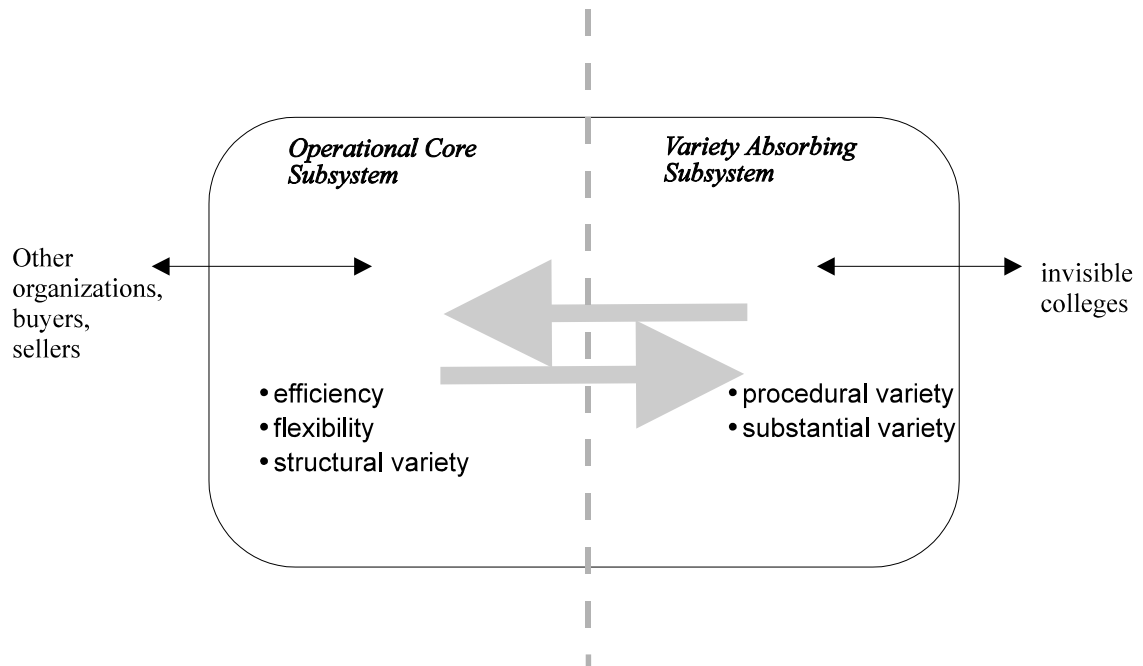 Operational Core
Subsystem
Variety Absorbing
Subsystem
Other
organizations,
buyers,
sellers
invisible
colleges
• efficiency
• flexibility
• structural variety
• procedural variety
• substantial variety